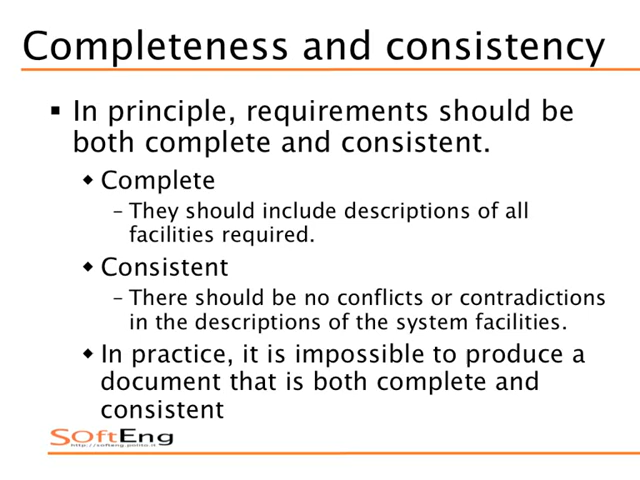 Completeness and consistency
▪ In principle, requirements should be
both complete and consistent.
◆ Complete
– They should include descriptions of all
facilities required.
◆ Consistent
– There should be no conflicts or contradictions
in the descriptions of the system facilities.
◆ In practice, it is impossible to produce a
document that is both complete and
consistent
SOftEng
http://softeng.polito.it